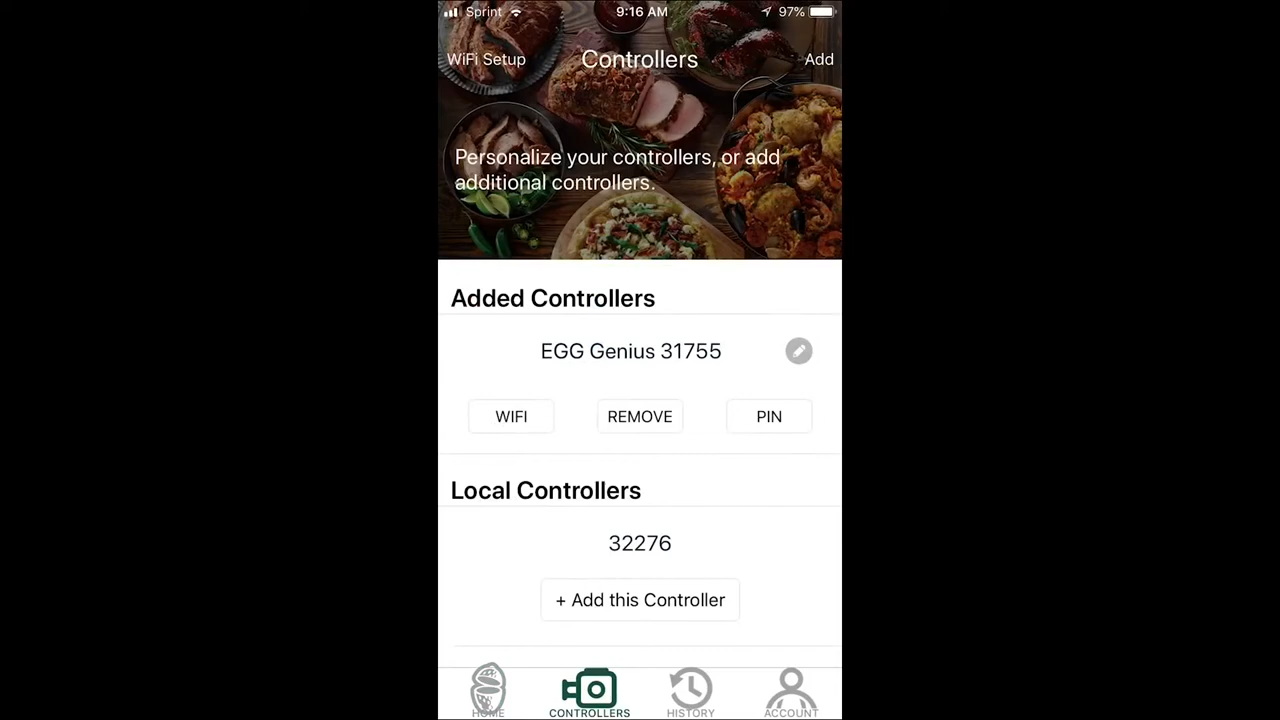 Sprint 9:16 AM 97%
WiFi Setup Controllers Add
Personalize your controllers, or add
additional controllers.
Added Controllers
EGG Genius 31755
WIFI REMOVE PIN
Local Controllers
32276
+ Add this Controller
HOME CONTROLLERS HISTORY ACCOUNT